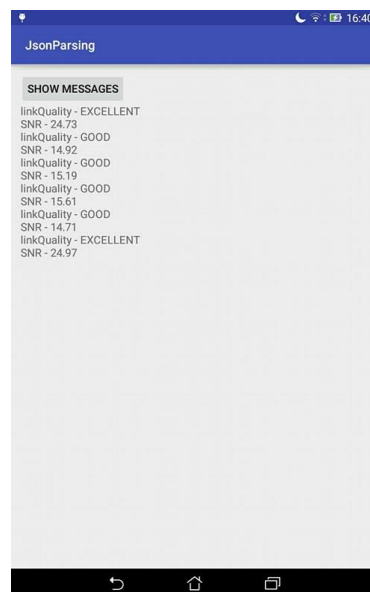 16:40
JsonParsing
SHOW MESSAGES
linkQuality - EXCELLENT
SNR - 24.73
linkQuality - GOOD
SNR - 14.92
linkQuality - GOOD
SNR - 15.19
linkQuality - GOOD
SNR - 15.61
linkQuality - GOOD
SNR - 14.71
linkQuality - EXCELLENT
SNR - 24.97